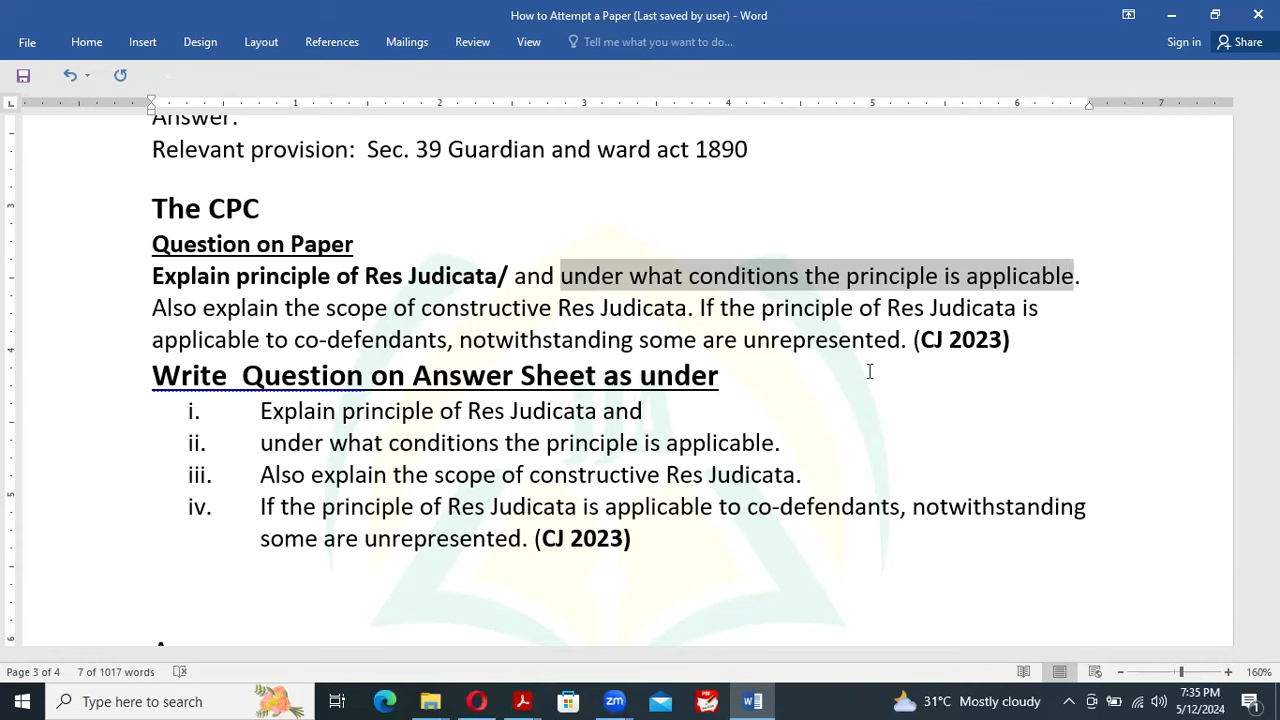 How to Attempt a Paper (Last saved by user) - Word
File Home Insert Design Layout References Mailings Review View Tell me what you want to do... Sign in Share
1 2 3 4 5 6 7
Answer:
Relevant provision: Sec. 39 Guardian and ward act 1890
The CPC
Question on Paper
Explain principle of Res Judicata/ and under what conditions the principle is applicable.
Also explain the scope of constructive Res Judicata. If the principle of Res Judicata is
applicable to co-defendants, notwithstanding some are unrepresented. (CJ 2023)
Write Question on Answer Sheet as under
i. Explain principle of Res Judicata and
ii. under what conditions the principle is applicable.
iii. Also explain the scope of constructive Res Judicata.
iv. If the principle of Res Judicata is applicable to co-defendants, notwithstanding
some are unrepresented. (CJ 2023)
Page 3 of 4 7 of 1017 words 160%
Type here to search 31°C Mostly cloudy 7:35 PM
5/12/2024